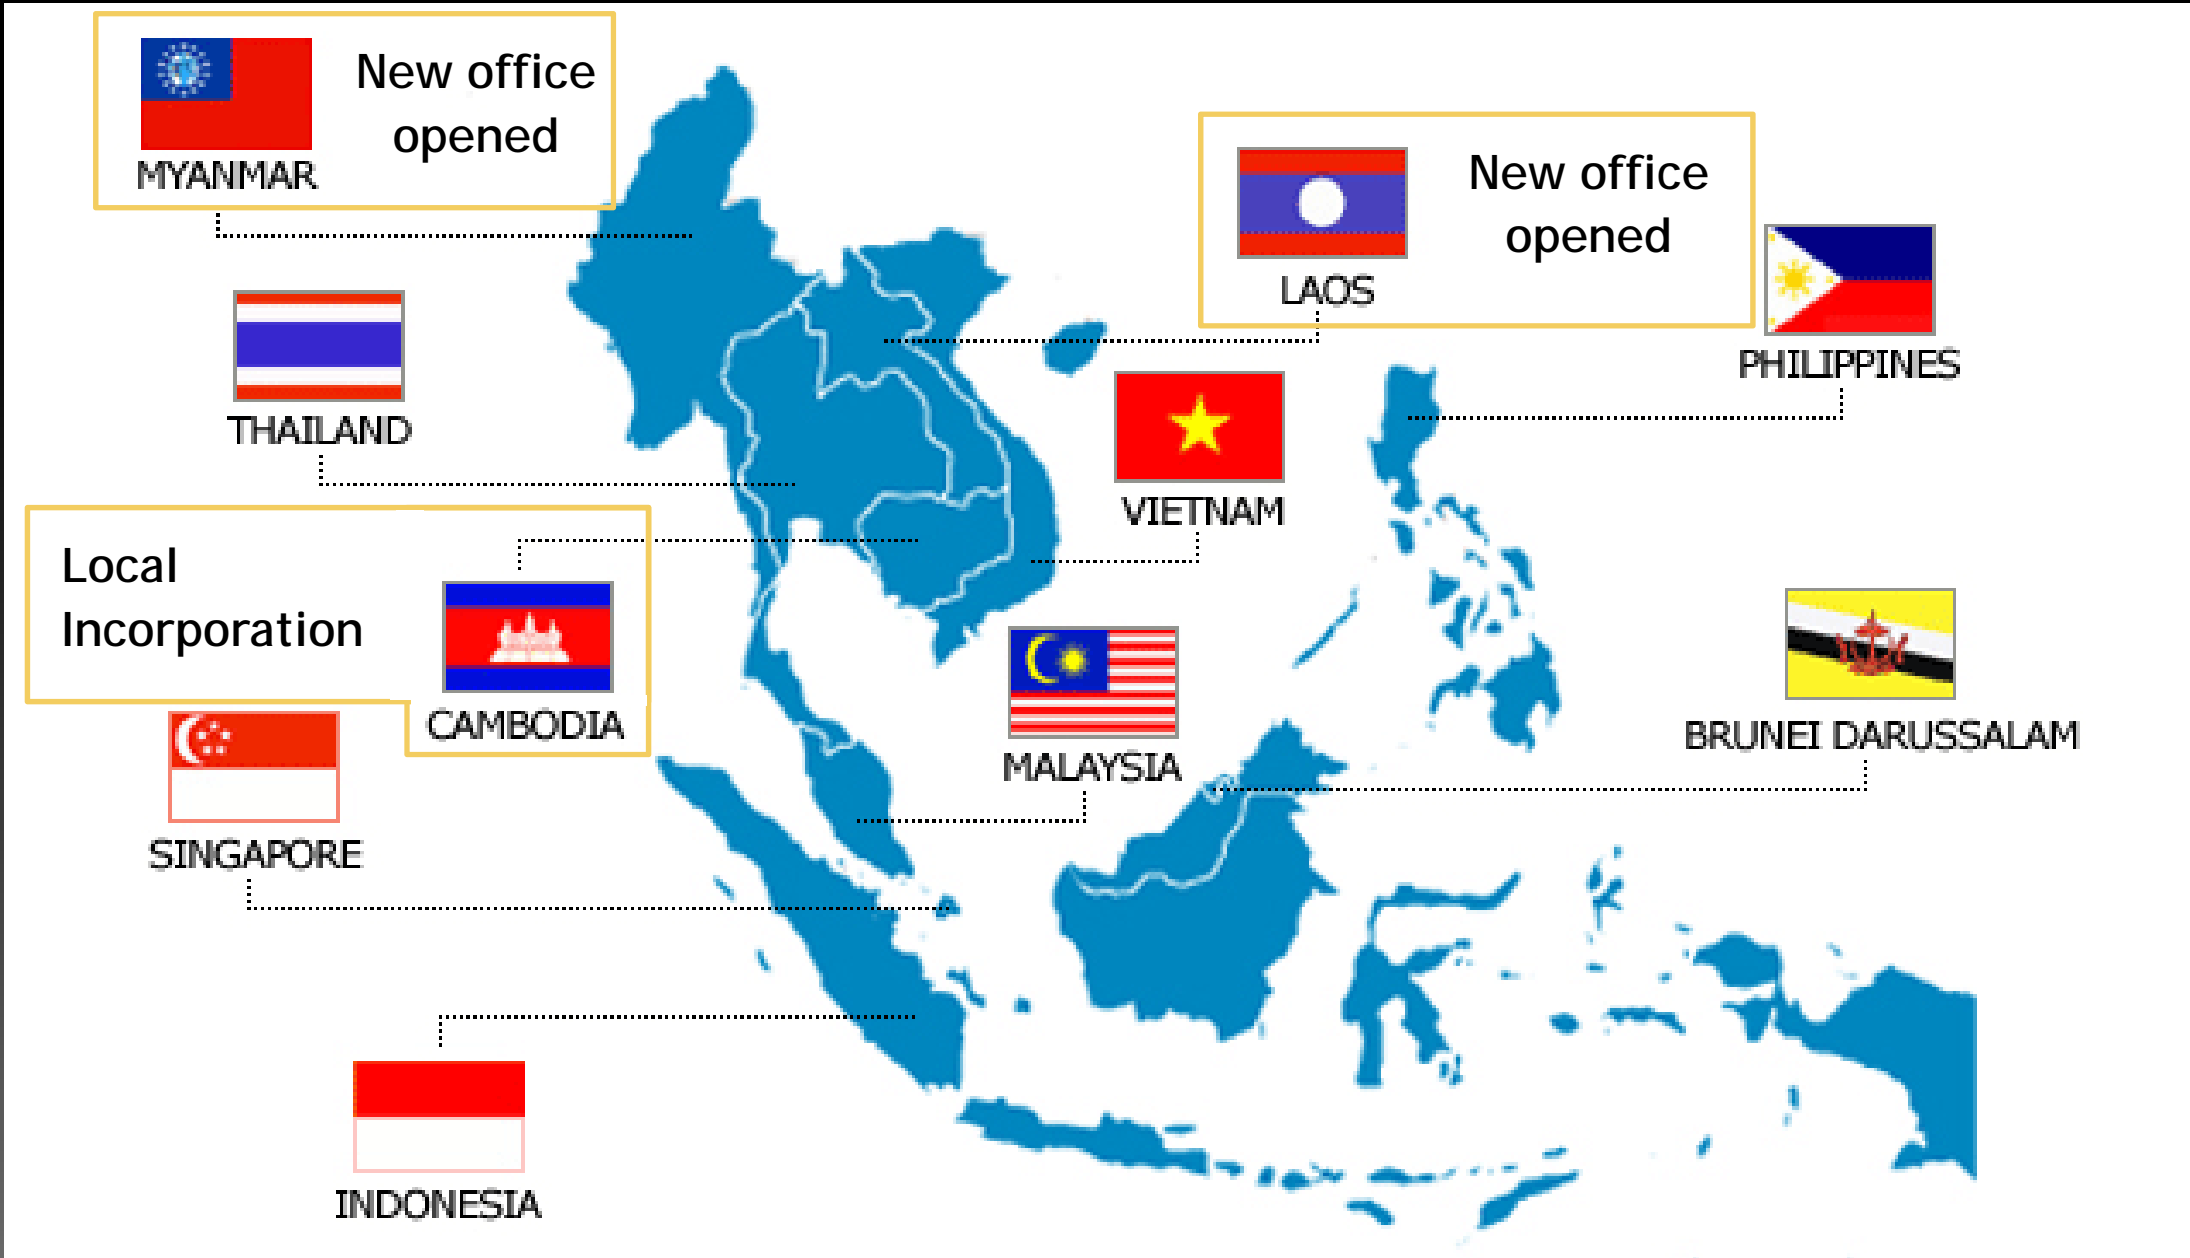 New office
opened
MYANMAR
New office
opened
LAOS
PHILIPPINES
THAILAND
VIETNAM
Local
Incorporation
CAMBODIA
MALAYSIA
BRUNEI DARUSSALAM
SINGAPORE
INDONESIA